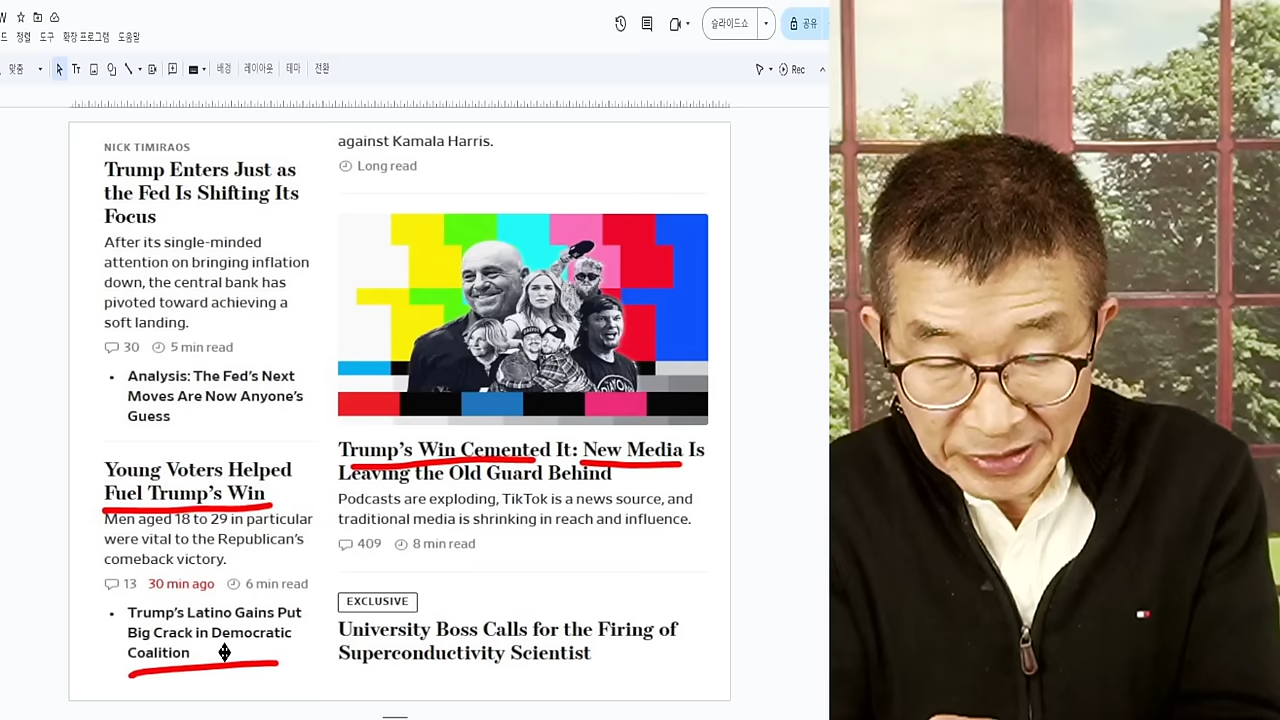 슬라이드쇼
공유
정렬 도구 확장 프로그램 도움말
맞춤
Tr
배경 레이아웃 테마 전환
Rec
NICK TIMIRAOS
Trump Enters Just as
the Fed Is Shifting Its
Focus
After its single-minded
attention on bringing inflation
down, the central bank has
pivoted toward achieving a
soft landing.
30 5 min read
• Analysis: The Fed's Next
Moves Are Now Anyone's
Guess
Young Voters Helped
Fuel Trump's Win
Men aged 18 to 29 in particular
were vital to the Republican's
comeback victory.
13 30 min ago 6 min read
• Trump's Latino Gains Put
Big Crack in Democratic
Coalition
against Kamala Harris.
Long read
Trump's Win Cemented It: New Media Is
Leaving the Old Guard Behind
Podcasts are exploding, TikTok is a news source, and
traditional media is shrinking in reach and influence.
409 8 min read
EXCLUSIVE
University Boss Calls for the Firing of
Superconductivity Scientist